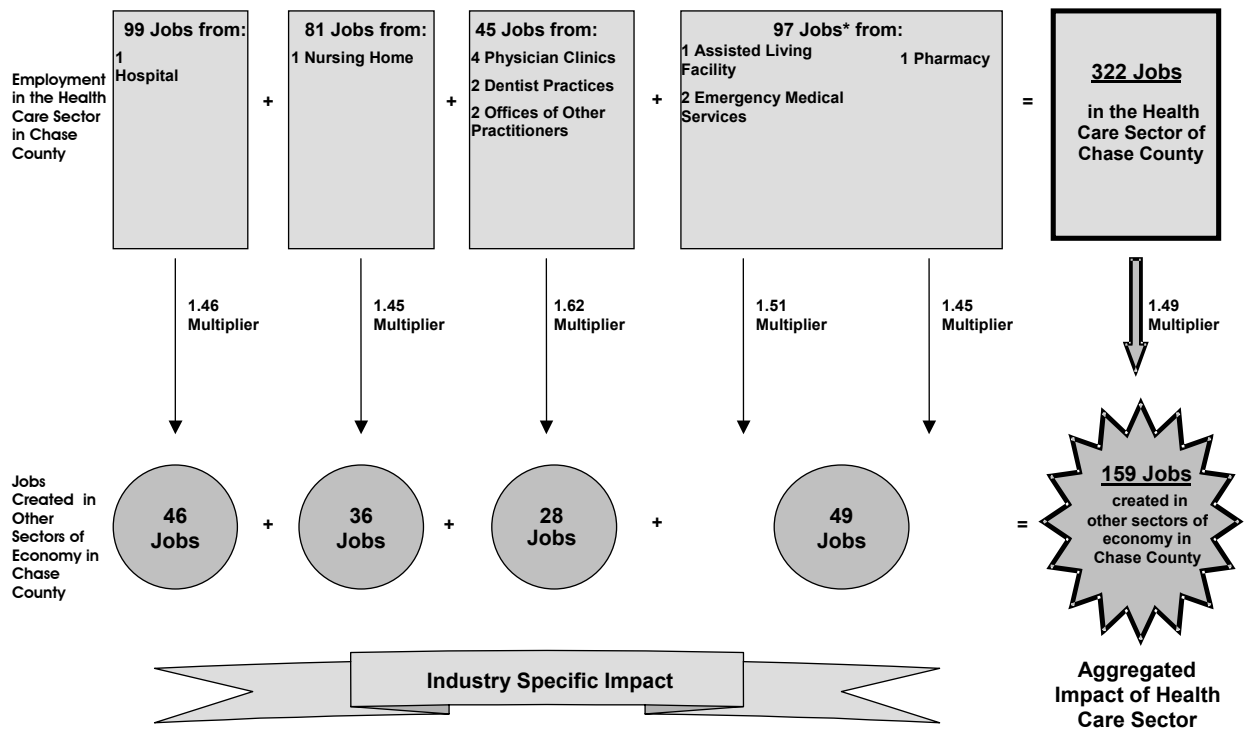 Employment
in the Health
Care Sector
in Chase
County
99 Jobs from:
1
Hospital
+
81 Jobs from:
1 Nursing Home
+
45 Jobs from:
4 Physician Clinics
2 Dentist Practices
2 Offices of Other
Practitioners
+
97 Jobs* from:
1 Assisted Living
Facility
2 Emergency Medical
Services
1 Pharmacy
=
322 Jobs
in the Health
Care Sector of
Chase County
1.46
Multiplier
1.45
Multiplier
1.62
Multiplier
1.51
Multiplier
1.45
Multiplier
1.49
Multiplier
Jobs
Created in
Other
Sectors of
Economy in
Chase
County
46
Jobs
+
36
Jobs
+
28
Jobs
+
49
Jobs
=
159 Jobs
created in
other sectors of
economy in
Chase County
Industry Specific Impact
Aggregated
Impact of Health
Care Sector